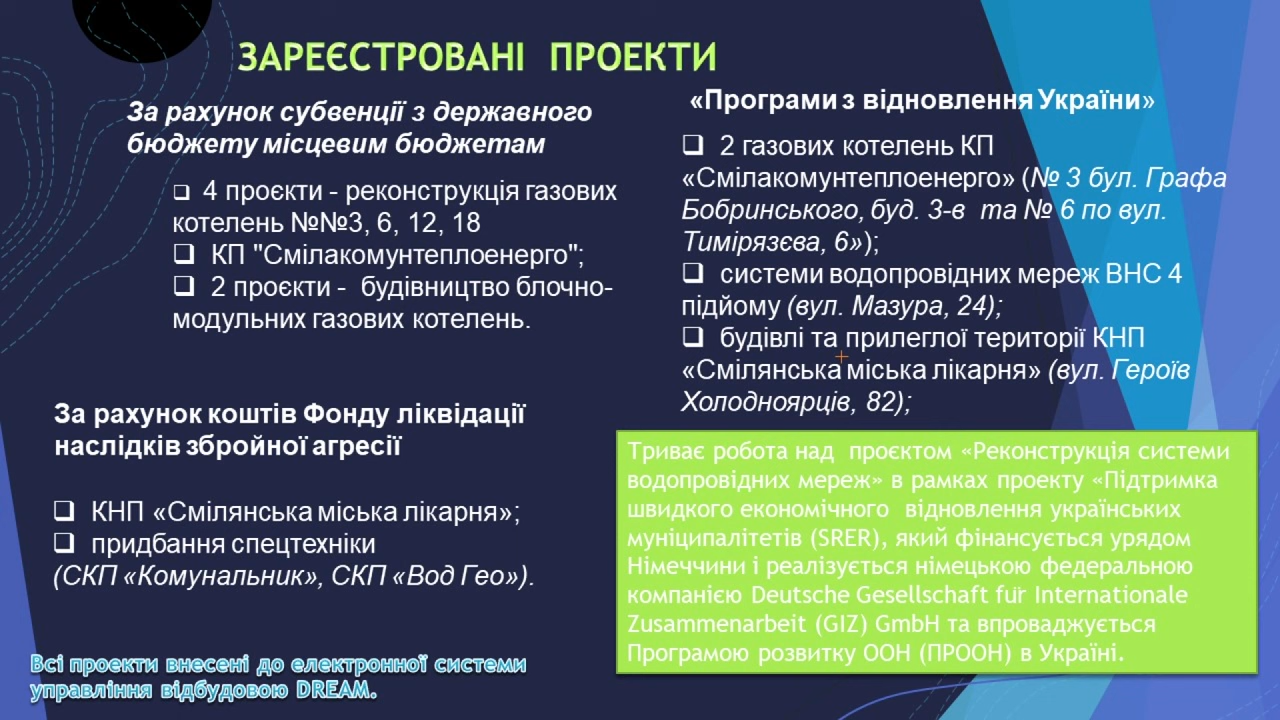 ЗАРЕЄСТРОВАНІ ПРОЕКТИ
За рахунок субвенції з державного
бюджету місцевим бюджетам
❑ 4 проєкти - реконструкція газових
котелень №№3, 6, 12, 18
❑ КП "Смілакомунтеплоенерго";
❑ 2 проєкти - будівництво блочно-
модульних газових котелень.
За рахунок коштів Фонду ліквідації
наслідків збройної агресії
❑ КНП «Смілянська міська лікарня»;
❑ придбання спецтехніки
(СКП «Комунальник», СКП «Вод Гео»).
Всі проекти внесені до електронної системи
управління відбудовою DREAM.
«Програми з відновлення України»
❑ 2 газових котелень КП
«Смілакомунтеплоенерго» (№ 3 бул. Графа
Бобринського, буд. 3-в та № 6 по вул.
Тимірязєва, 6»);
❑ системи водопровідних мереж ВНС 4
підйому (вул. Мазура, 24);
❑ будівлі та прилеглої території КНП
«Смілянська міська лікарня» (вул. Героїв
Холодноярців, 82);
Триває робота над проєктом «Реконструкція системи
водопровідних мереж» в рамках проекту «Підтримка
швидкого економічного відновлення українських
муніципалітетів (SRER), який фінансується урядом
Німеччини і реалізується німецькою федеральною
компанією Deutsche Gesellschaft für Internationale
Zusammenarbeit (GIZ) GmbH та впроваджується
Програмою розвитку ООН (ПРООН) в Україні.